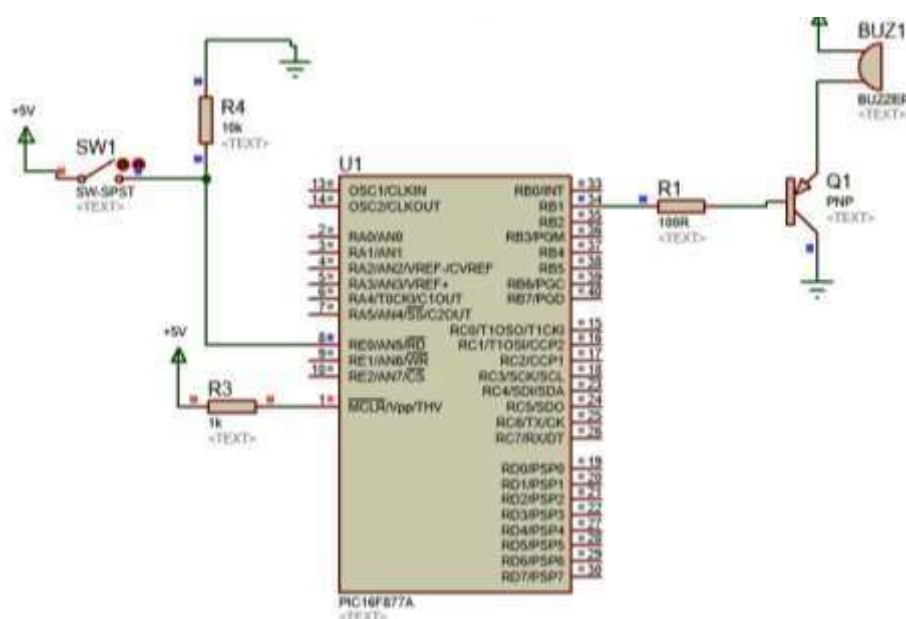 BUZ1
BUZZER
<TEXT>
+5V
R4
10k
<TEXT>
SW1
SW-SPST
<TEXT>
U1
13
OSC1/CLKIN
14
OSC2/CLKOUT
2
RA0/AN0
3
RA1/AN1
4
RA2/AN2/VREF-/CVREF
5
RA3/AN3/VREF+
6
RA4/T0CKI/C1OUT
7
RA5/AN4/SS/C2OUT
8
RE0/AN5/RD
9
RE1/AN6/WR
10
RE2/AN7/CS
1
MCLR/Vpp/THV
RB0/INT
33
RB1
34
RB2
35
RB3/PGM
36
RB4
37
RB5
38
RB6/PGC
39
RB7/PGD
40
RC0/T1OSO/T1CKI
15
RC1/T1OSI/CCP2
16
RC2/CCP1
17
RC3/SCK/SCL
18
RC4/SDI/SDA
23
RC5/SDO
24
RC6/TX/CK
25
RC7/RX/DT
26
RD0/PSP0
19
RD1/PSP1
20
RD2/PSP2
21
RD3/PSP3
22
RD4/PSP4
27
RD5/PSP5
28
RD6/PSP6
29
RD7/PSP7
30
PIC16F877A
<TEXT>
+5V
R3
1k
<TEXT>
R1
100R
<TEXT>
Q1
PNP
<TEXT>